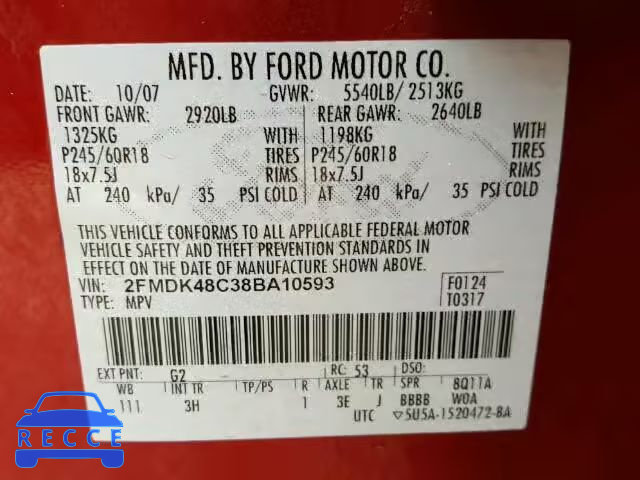 MFD. BY FORD MOTOR CO.
DATE: 10/07 GVWR: 5540LB/ 2513KG
FRONT GAWR: 2920LB REAR GAWR: 2640LB
1325KG WITH 1198KG WITH
P245/60R18 TIRES P245/60R18 TIRES
18x7.5J RIMS 18x7.5J RIMS
AT 240 kPa/ 35 PSI COLD AT 240 kPa/ 35 PSI COLD
THIS VEHICLE CONFORMS TO ALL APPLICABLE FEDERAL MOTOR
VEHICLE SAFETY AND THEFT PREVENTION STANDARDS IN
EFFECT ON THE DATE OF MANUFACTURE SHOWN ABOVE.
VIN: 2FMDK48C38BA10593 F0124
TYPE: MPV T0317
EXT PNT: G2 RC: 53 DSO:
WB INT TR TP/PS R AXLE TR SPR 8Q11A
111 3H 1 3E J BBBB W0A
UTC ▽5U5A-1520472-BA
RECCE